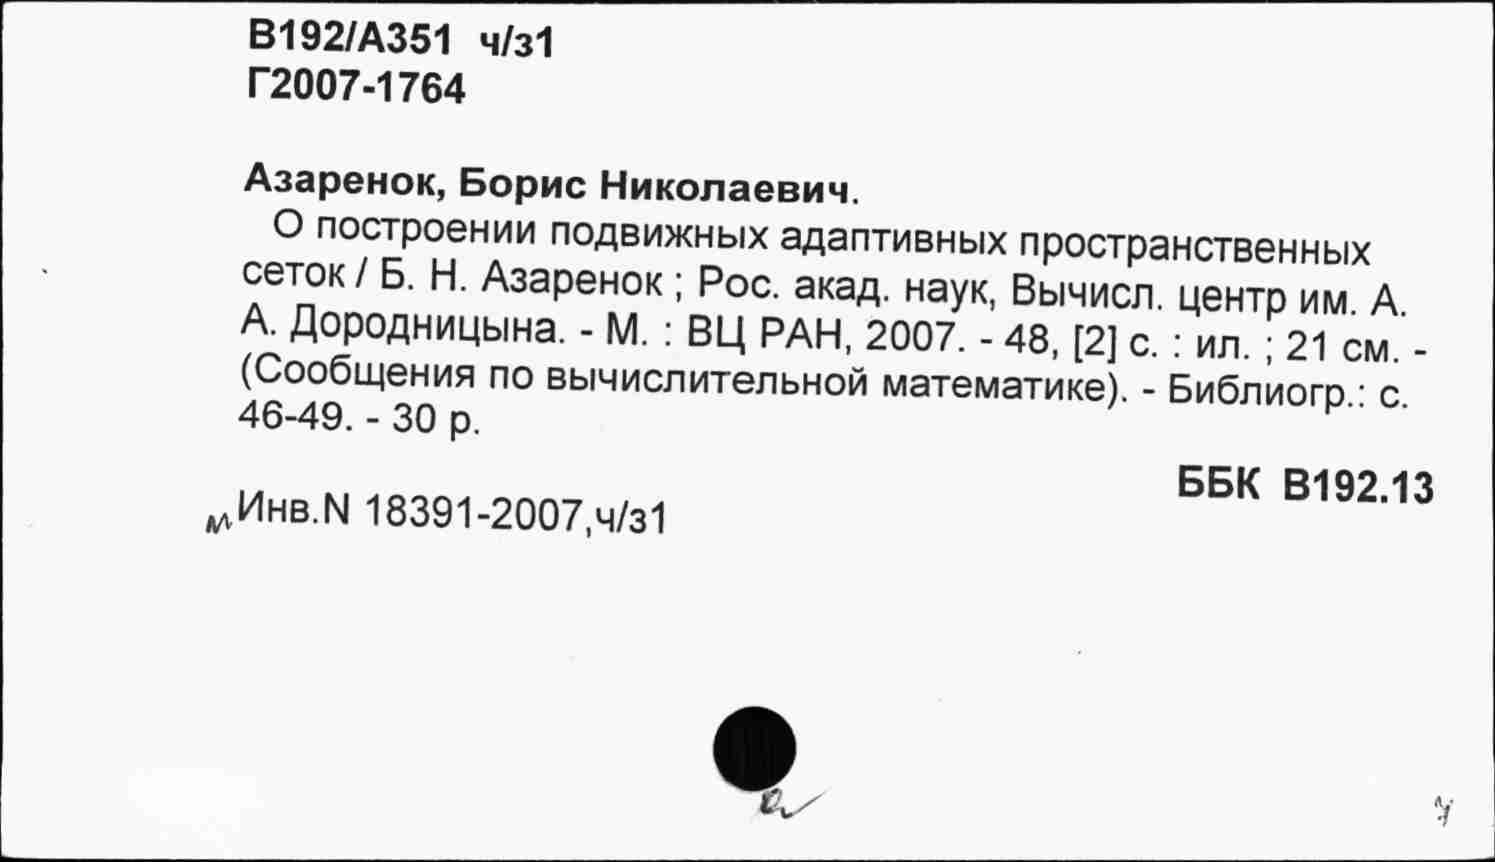 В192/А351 ч/з1
Г2007-1764
Азаренок, Борис Николаевич.
О построении подвижных адаптивных пространственных
сеток / Б. Н. Азаренок ; Рос. акад. наук, Вычисл. центр им. А.
А. Дородницына. - М. : ВЦ РАН, 2007. - 48, [2] с. : ил. ; 21 см. -
(Сообщения по вычислительной математике). - Библиогр.: с.
46-49. - 30 р.
ББК В192.13
Инв.N 18391-2007,ч/з1